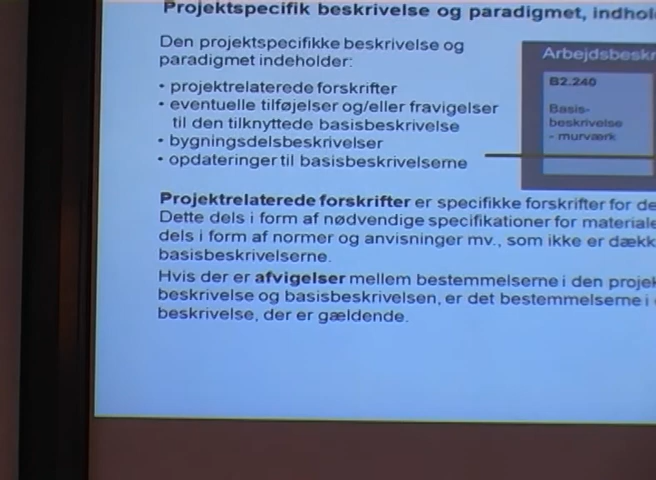 Projektspecifik beskrivelse og paradigmet,
Den projektspecifikke beskrivelse og
paradigmet indeholder:
• projektrelaterede forskrifter
• eventuelle tilføjelser og/eller fravigelser
til den tilknyttede basisbeskrivelse
• bygningsdelsbeskrivelser
• opdateringer til basisbeskrivelserne
Arbejdsbeskr
B2.240
Basis-
beskrivelse
- murværk
Projektrelaterede forskrifter er specifikke forskrifter for de
Dette dels i form af nødvendige specifikationer for materiale
dels i form af normer og anvisninger mv., som ikke er dækk
basisbeskrivelserne.
Hvis der er afvigelser mellem bestemmelserne i den projek
beskrivelse og basisbeskrivelsen, er det bestemmelserne i
beskrivelse, der er gældende.